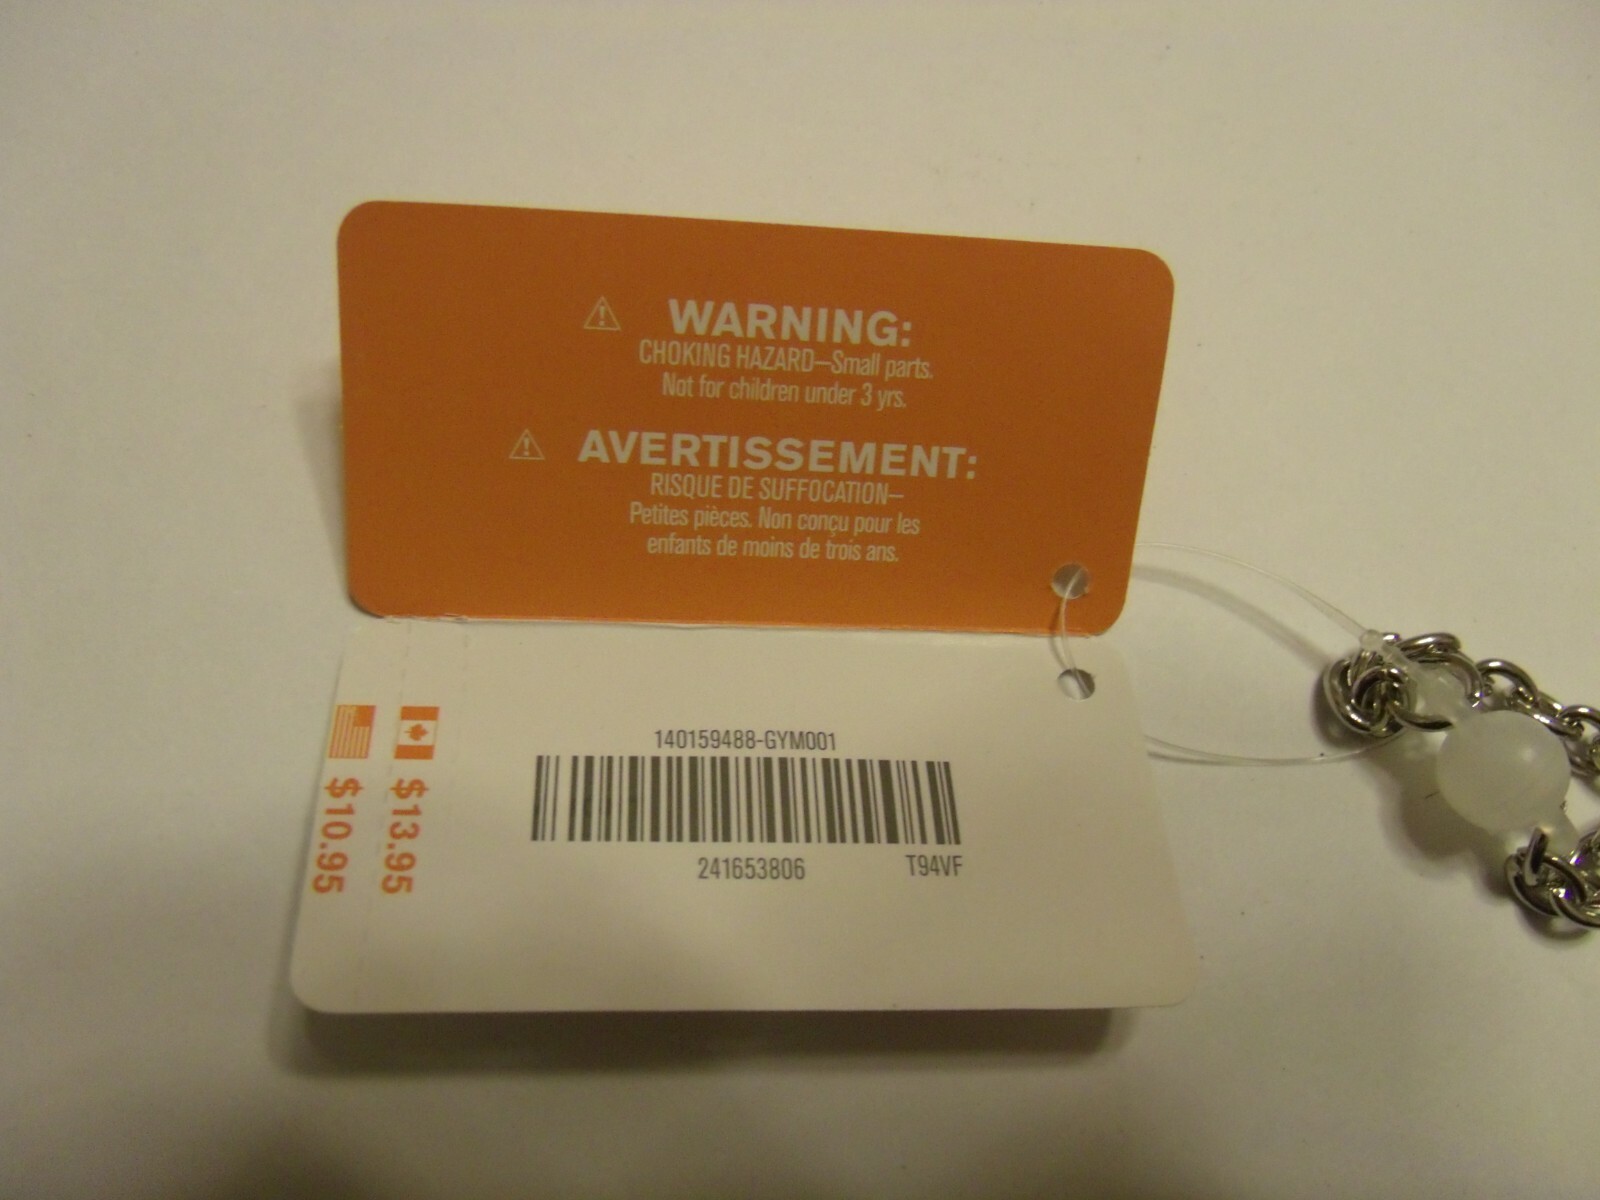 WARNING:
CHOKING HAZARD—Small parts.
Not for children under 3 yrs.
AVERTISSEMENT:
RISQUE DE SUFFOCATION—
Petites pièces. Non conçu pour les
enfants de moins de trois ans.
140159488-GYM001
241653806 T94VF
$13.95
$10.95